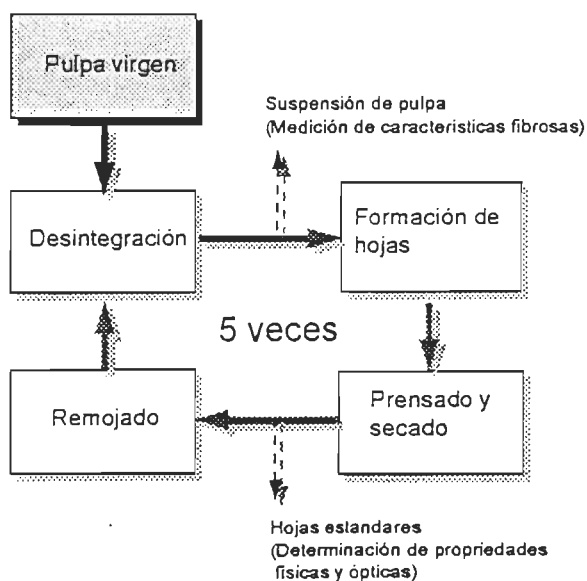 Pulpa virgen
Suspensión de pulpa
(Medición de caracteristicas fibrosas)
Desintegración
Formación de
hojas
5 veces
Remojado
Prensado y
secado
Hojas estandares
(Determinación de propriedades
físicas y ópticas)